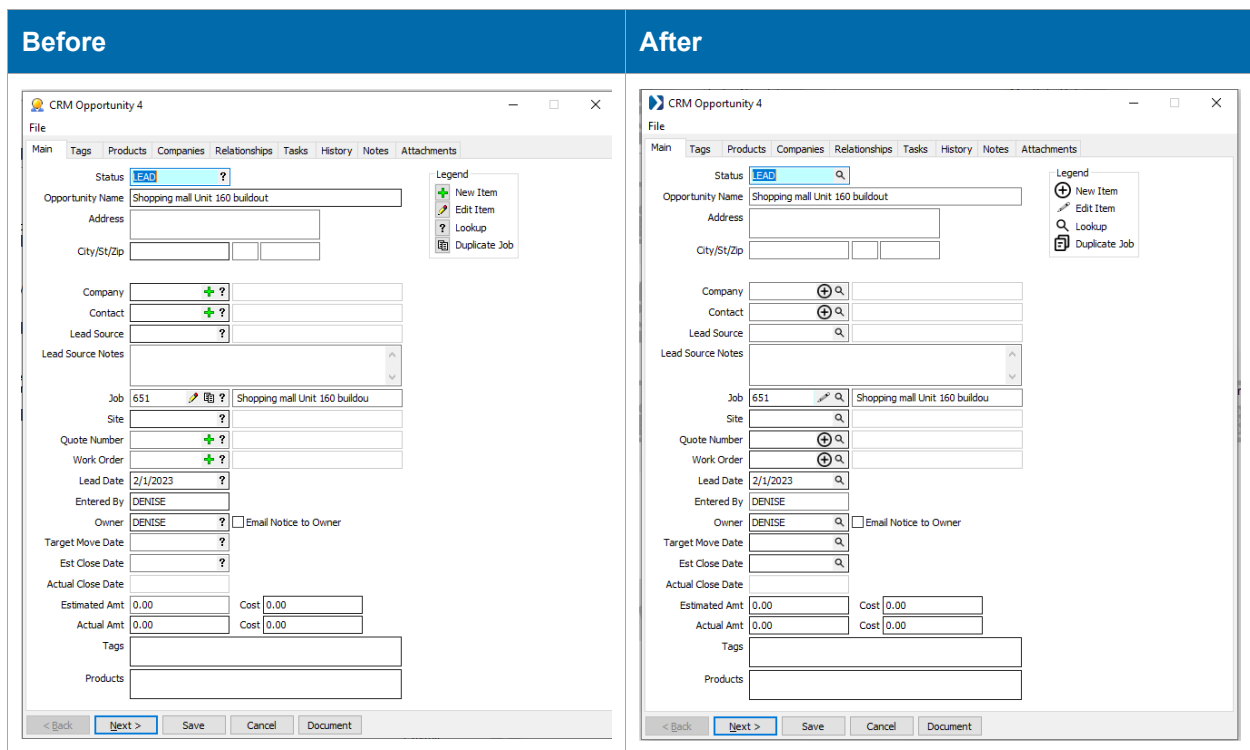 Before
After
CRM Opportunity 4
File
Main Tags Products Companies Relationships Tasks History Notes Attachments
Status LEAD ?
Opportunity Name Shopping mall Unit 160 buildout
Address
City/St/Zip
Legend
New Item
Edit Item
? Lookup
Duplicate Job
Company ?
Contact ?
Lead Source ?
Lead Source Notes
Job 651 ? Shopping mall Unit 160 buildou
Site ?
Quote Number ?
Work Order ?
Lead Date 2/1/2023 ?
Entered By DENISE
Owner DENISE ? Email Notice to Owner
Target Move Date ?
Est Close Date ?
Actual Close Date
Estimated Amt 0.00 Cost 0.00
Actual Amt 0.00 Cost 0.00
Tags
Products
< Back Next > Save Cancel Document
CRM Opportunity 4
File
Main Tags Products Companies Relationships Tasks History Notes Attachments
Status LEAD
Opportunity Name Shopping mall Unit 160 buildout
Address
City/St/Zip
Legend
New Item
Edit Item
Lookup
Duplicate Job
Company
Contact
Lead Source
Lead Source Notes
Job 651 Shopping mall Unit 160 buildou
Site
Quote Number
Work Order
Lead Date 2/1/2023
Entered By DENISE
Owner DENISE Email Notice to Owner
Target Move Date
Est Close Date
Actual Close Date
Estimated Amt 0.00 Cost 0.00
Actual Amt 0.00 Cost 0.00
Tags
Products
< Back Next > Save Cancel Document